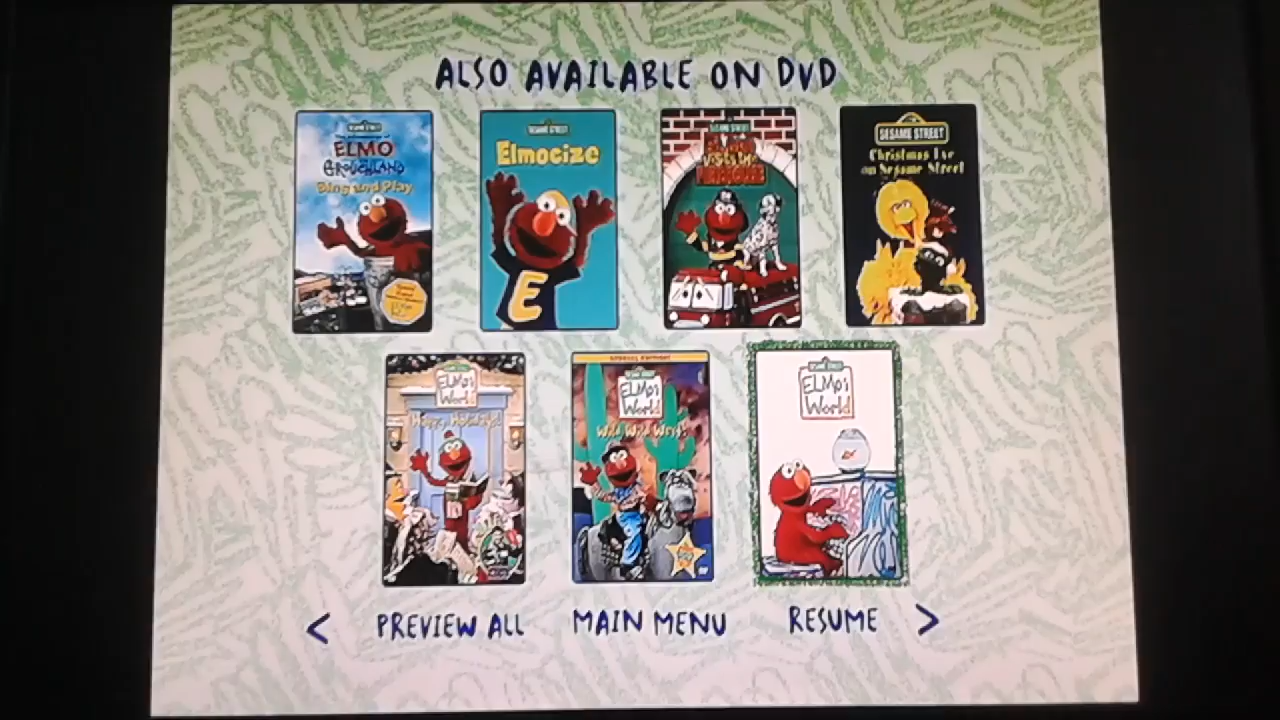 ALSO AVAILABLE ON DVD
SESAME STREET
ELMO
GROUCHLAND
Sing and Play
SESAME STREET
Elmocize
E
SESAME STREET
visits the
FIREHOUSE
SESAME STREET
Christmas Eve
on Sesame Street
SESAME STREET
ELMO'S
World
Happy Holidays!
SPECIAL EDITION!
SESAME STREET
ELMO'S
World
Wild Wild West!
SESAME STREET
ELMO'S
World
< PREVIEW ALL MAIN MENU RESUME >